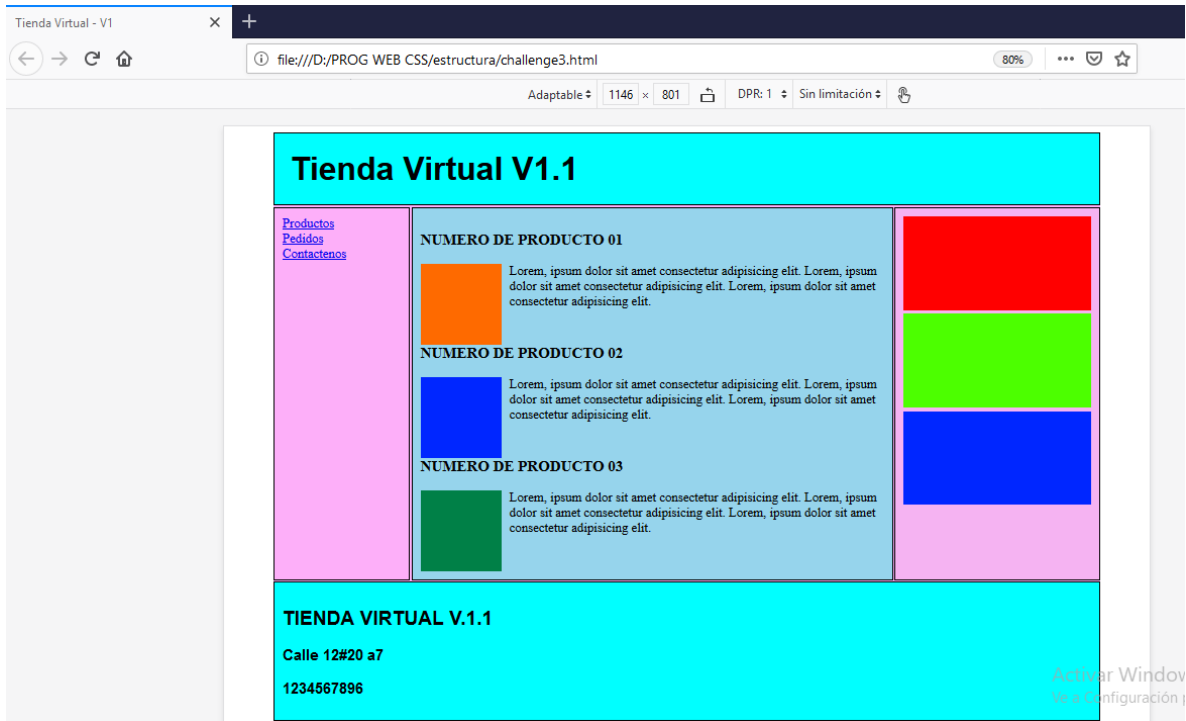 Tienda Virtual - V1
file:///D:/PROG WEB CSS/estructura/challenge3.html
80%
Adaptable 1146 × 801 DPR: 1 Sin limitación
Tienda Virtual V1.1
Productos
Pedidos
Contactenos
NUMERO DE PRODUCTO 01
Lorem, ipsum dolor sit amet consectetur adipisicing elit. Lorem, ipsum
dolor sit amet consectetur adipisicing elit. Lorem, ipsum dolor sit amet
consectetur adipisicing elit.
NUMERO DE PRODUCTO 02
Lorem, ipsum dolor sit amet consectetur adipisicing elit. Lorem, ipsum
dolor sit amet consectetur adipisicing elit. Lorem, ipsum dolor sit amet
consectetur adipisicing elit.
NUMERO DE PRODUCTO 03
Lorem, ipsum dolor sit amet consectetur adipisicing elit. Lorem, ipsum
dolor sit amet consectetur adipisicing elit. Lorem, ipsum dolor sit amet
consectetur adipisicing elit.
TIENDA VIRTUAL V.1.1
Calle 12#20 a7
1234567896
Activar Window
Ve a Configuración p